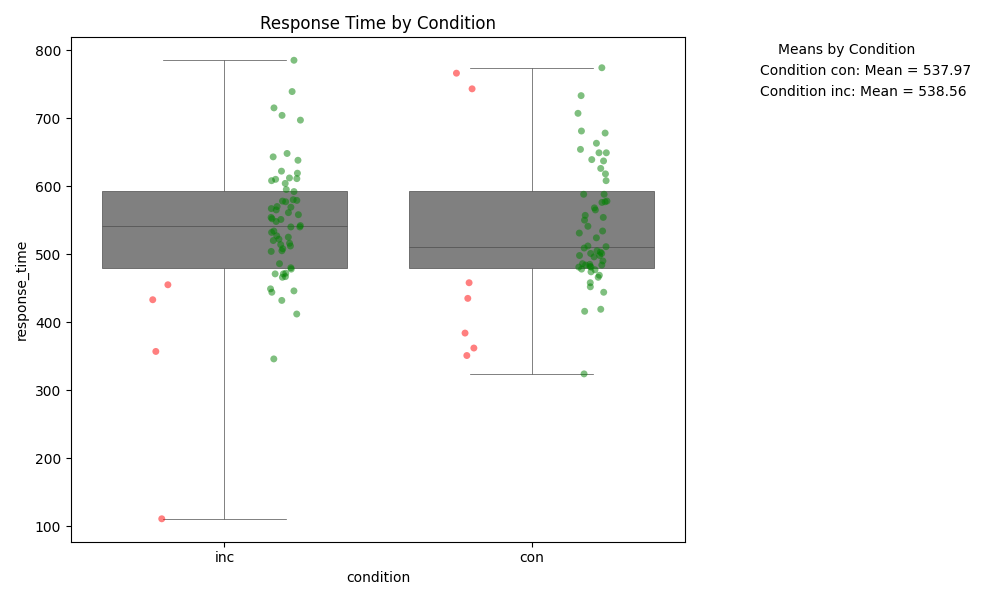 Response Time by Condition
Means by Condition
Condition con: Mean = 537.97
Condition inc: Mean = 538.56
response_time
800
700
600
500
400
300
200
100
inc
con
condition